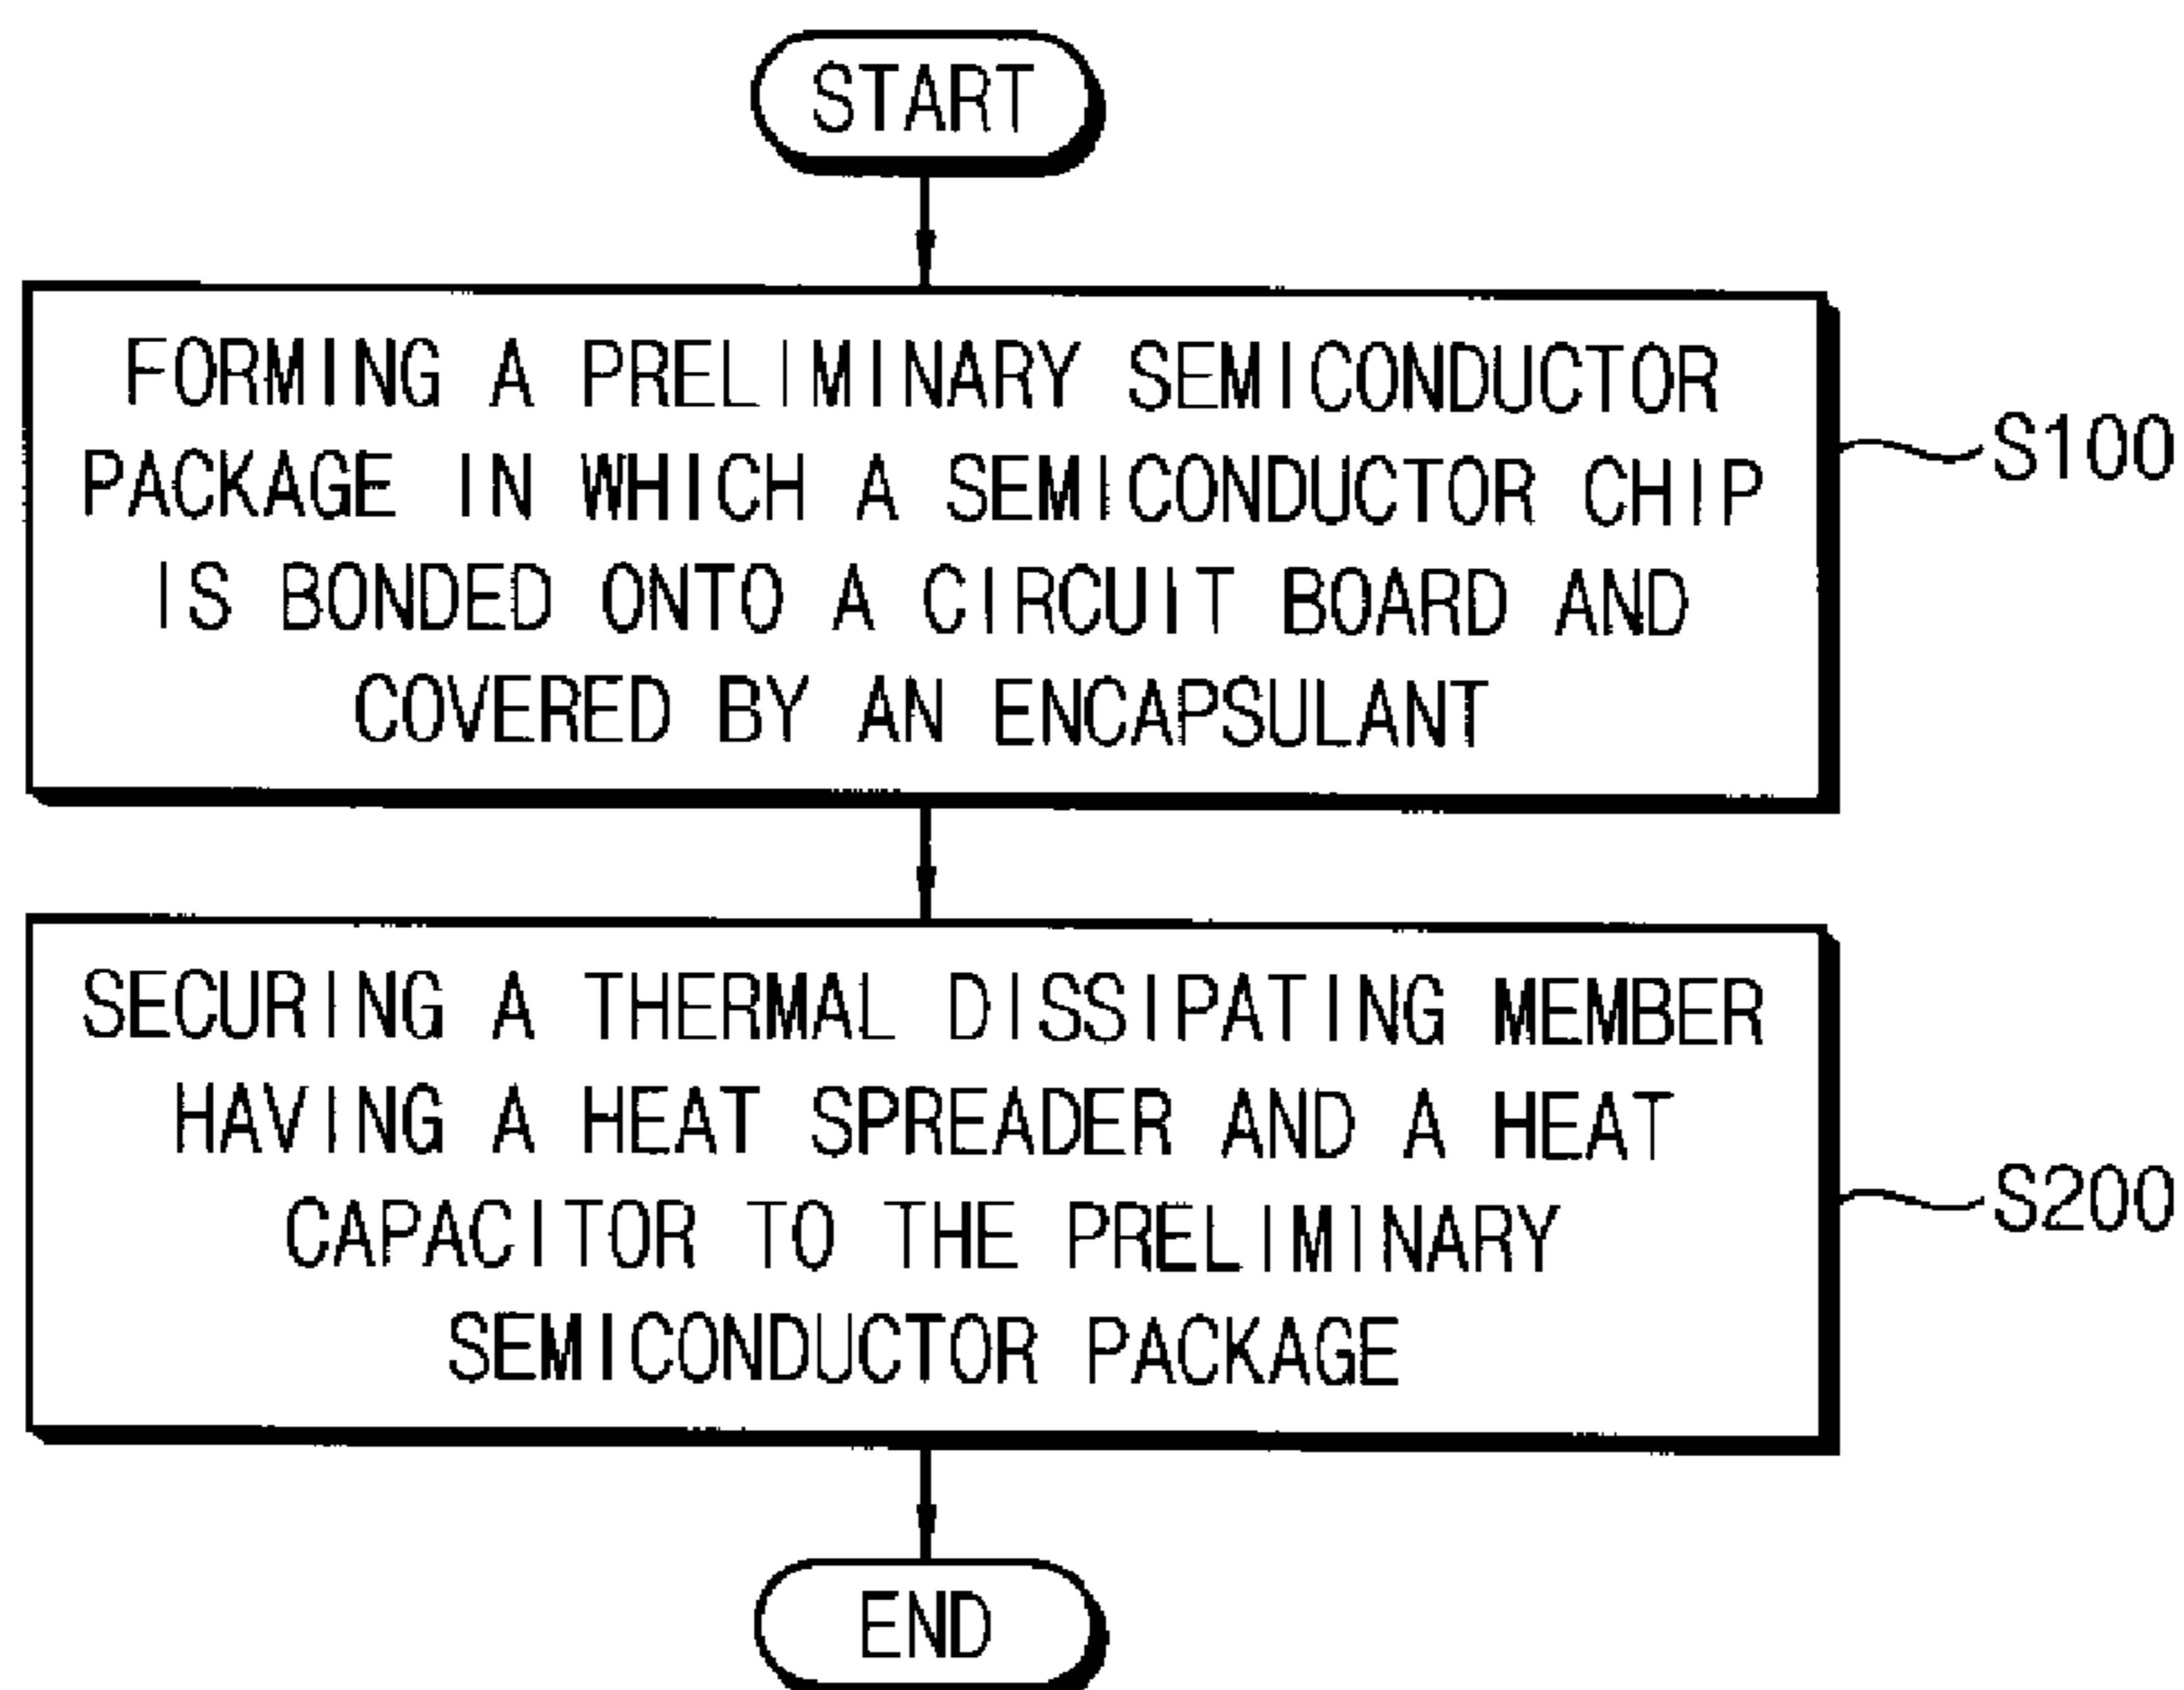 START
FORMING A PRELIMINARY SEMICONDUCTOR
PACKAGE IN WHICH A SEMICONDUCTOR CHIP
IS BONDED ONTO A CIRCUIT BOARD AND
COVERED BY AN ENCAPSULANT
S100
SECURING A THERMAL DISSIPATING MEMBER
HAVING A HEAT SPREADER AND A HEAT
CAPACITOR TO THE PRELIMINARY
SEMICONDUCTOR PACKAGE
S200
END